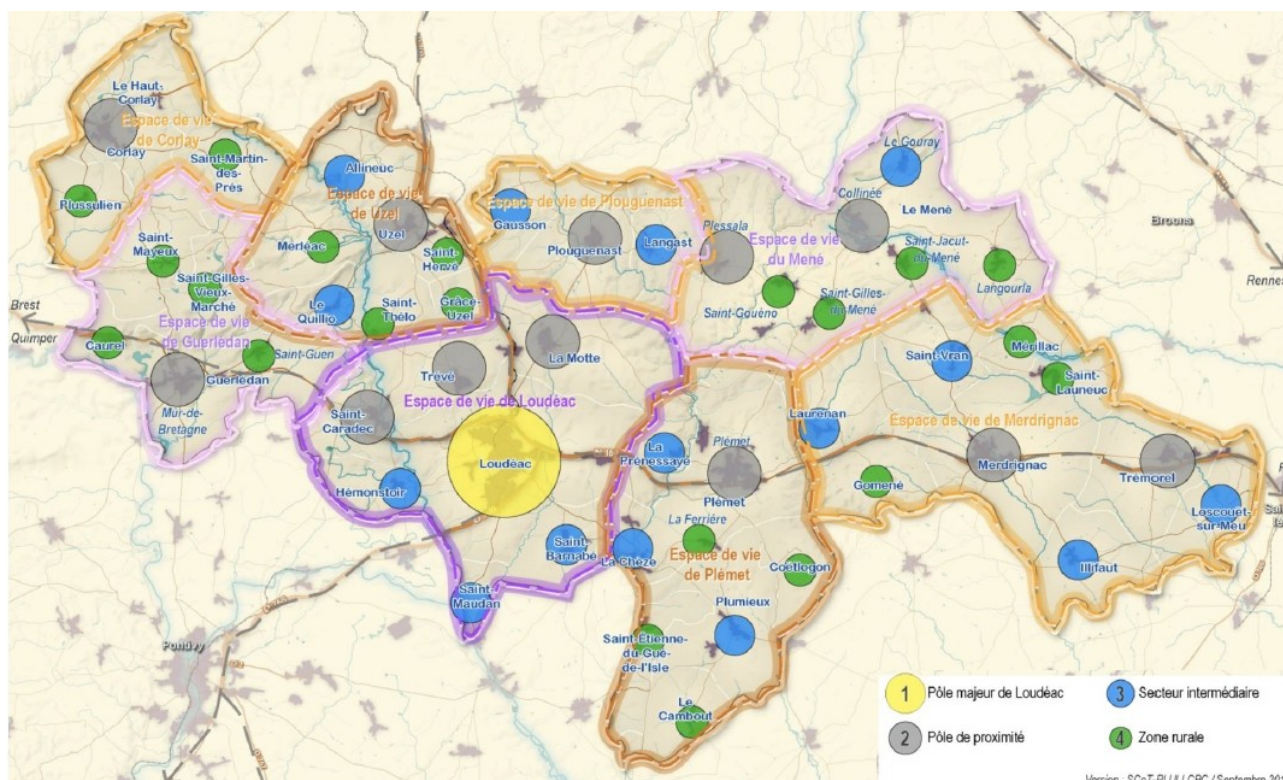 Le Haut-
Corlay
Espace de vie
de Corlay
Corlay
Saint-Martin-
des-
Prés
Plussulien
Allineuc
Espace de vie
de Uzel
Uzel
Merléac
Saint-
Hervé
Le
Quillio
Saint-
Thélo
Grâce-
Uzel
Saint-
Mayeux
Saint-Gilles-
Vieux-
Marché
Espace de vie
de Guerlédan
Caurel
Saint-Guen
Guerlédan
Mur-de-
Bretagne
Brest
Quimper
Espace de vie de Plouguenast
Gausson
Plouguenast
Langast
Plessala
Espace de vie
du Mené
Le Gouray
Collinée
Le Mené
Saint-Jacut-
du-Mené
Langourla
Saint-Gouéno
Saint-Gilles-
du-Mené
Broons
Rennes
La Motte
Trévé
Espace de vie de Loudéac
Saint-
Caradec
Loudéac
Hémonstoir
Saint-
Barnabé
Saint-
Maudan
Pontivy
La
Prénessaye
Plémet
Plémet
La Ferrière
La Chèze
Espace de vie
de Plémet
Coëtlogon
Plumieux
Saint-Étienne-
du-Gué-
de-l'Isle
Le
Cambout
Saint-Vran
Mérillac
Saint-
Launeuc
Laurenan
Espace de vie de Merdrignac
Gomené
Merdrignac
Trémorel
Loscouët-
sur-Meu
Illifaut
1 Pôle majeur de Loudéac
2 Pôle de proximité
3 Secteur intermédiaire
4 Zone rurale